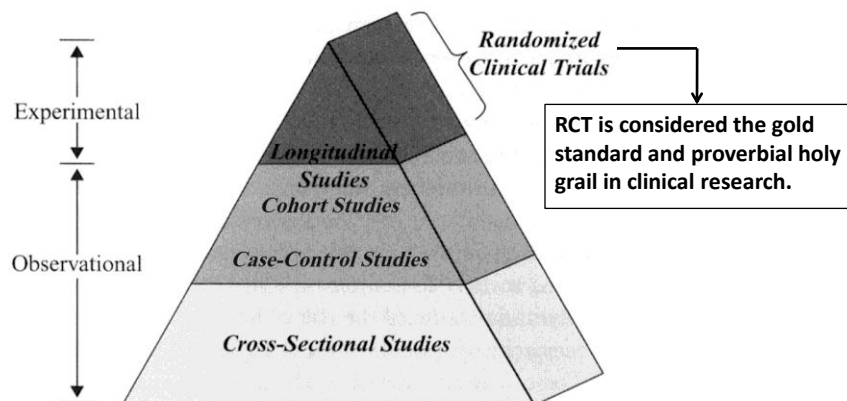 Randomized
Clinical Trials
Experimental
RCT is considered the gold
standard and proverbial holy
grail in clinical research.
Longitudinal
Studies
Cohort Studies
Observational
Case-Control Studies
Cross-Sectional Studies